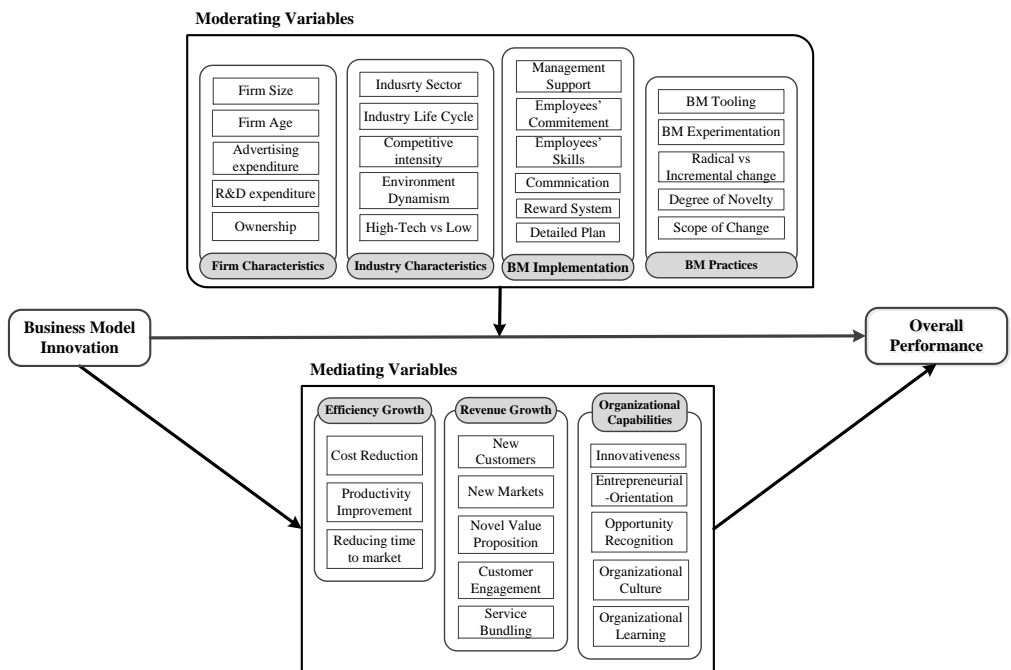 Moderating Variables
Firm Size
Firm Age
Advertising
expenditure
R&D expenditure
Ownership
Firm Characteristics
Indusrty Sector
Industry Life Cycle
Competitive
intensity
Environment
Dynamism
High-Tech vs Low
Industry Characteristics
Management
Support
Employees'
Commitement
Employees'
Skills
Commnication
Reward System
Detailed Plan
BM Implementation
BM Tooling
BM Experimentation
Radical vs
Incremental change
Degree of Novelty
Scope of Change
BM Practices
Business Model
Innovation
Overall
Performance
Mediating Variables
Efficiency Growth
Cost Reduction
Productivity
Improvement
Reducing time
to market
Revenue Growth
New
Customers
New Markets
Novel Value
Proposition
Customer
Engagement
Service
Bundling
Organizational
Capabilities
Innovativeness
Entrepreneurial
-Orientation
Opportunity
Recognition
Organizational
Culture
Organizational
Learning